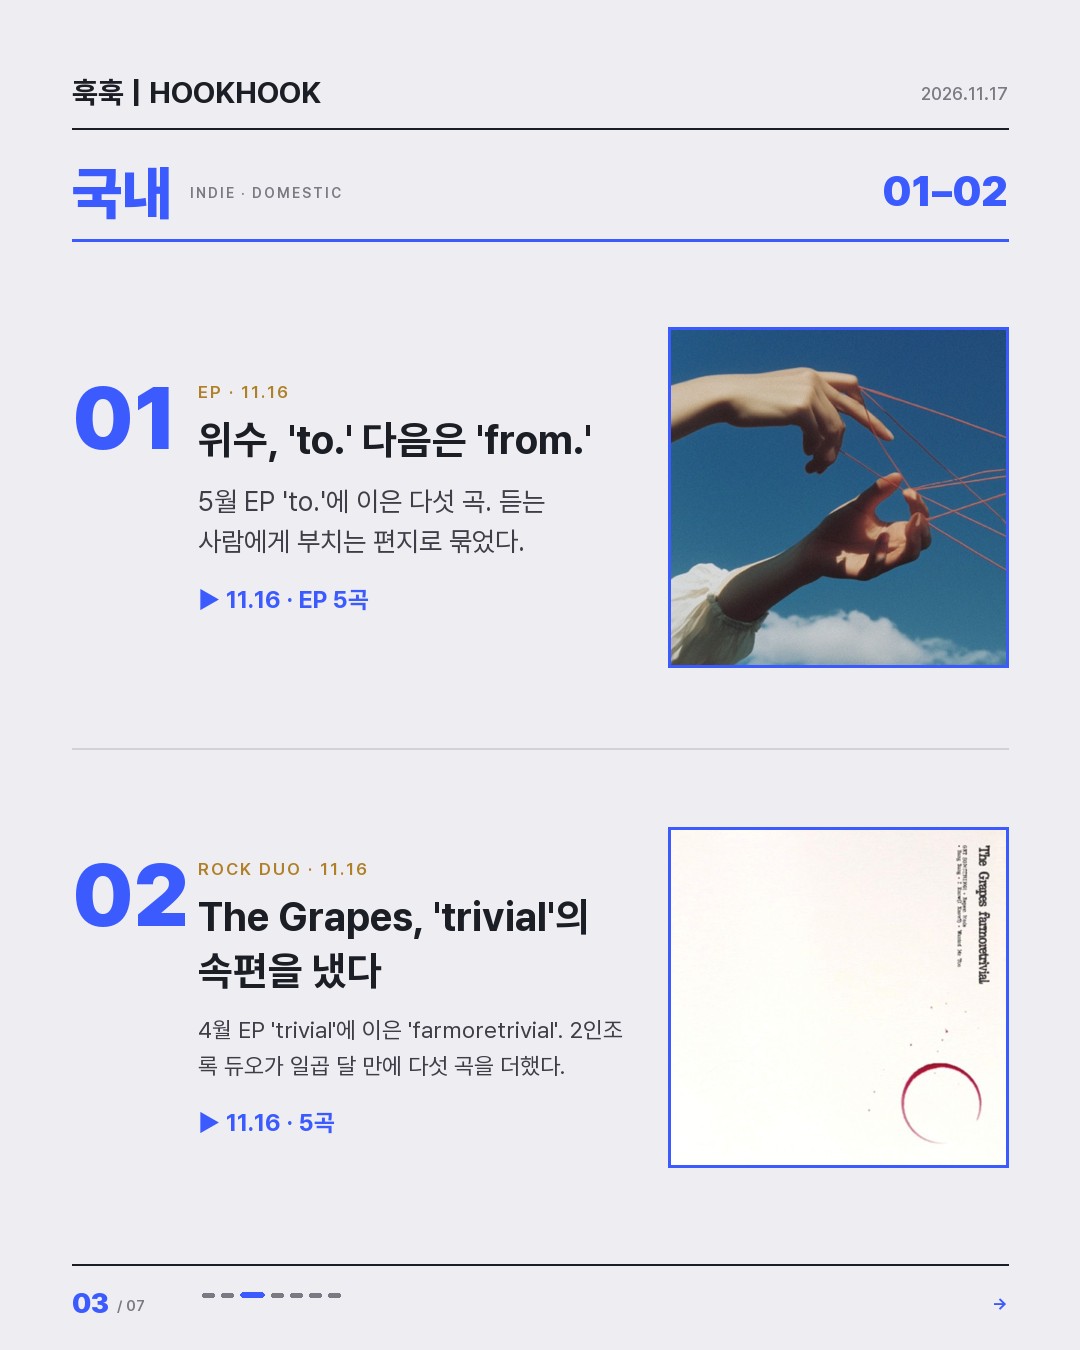 훅훅 | HOOKHOOK
2026.11.17
국내 INDIE · DOMESTIC
01–02
01
EP · 11.16
위수, 'to.' 다음은 'from.'
5월 EP 'to.'에 이은 다섯 곡. 듣는
사람에게 부치는 편지로 묶었다.
▶ 11.16 · EP 5곡
02
ROCK DUO · 11.16
The Grapes, 'trivial'의
속편을 냈다
4월 EP 'trivial'에 이은 'farmoretrivial'. 2인조
록 듀오가 일곱 달 만에 다섯 곡을 더했다.
▶ 11.16 · 5곡
The Grapes farmoretrivial
03 / 07
→